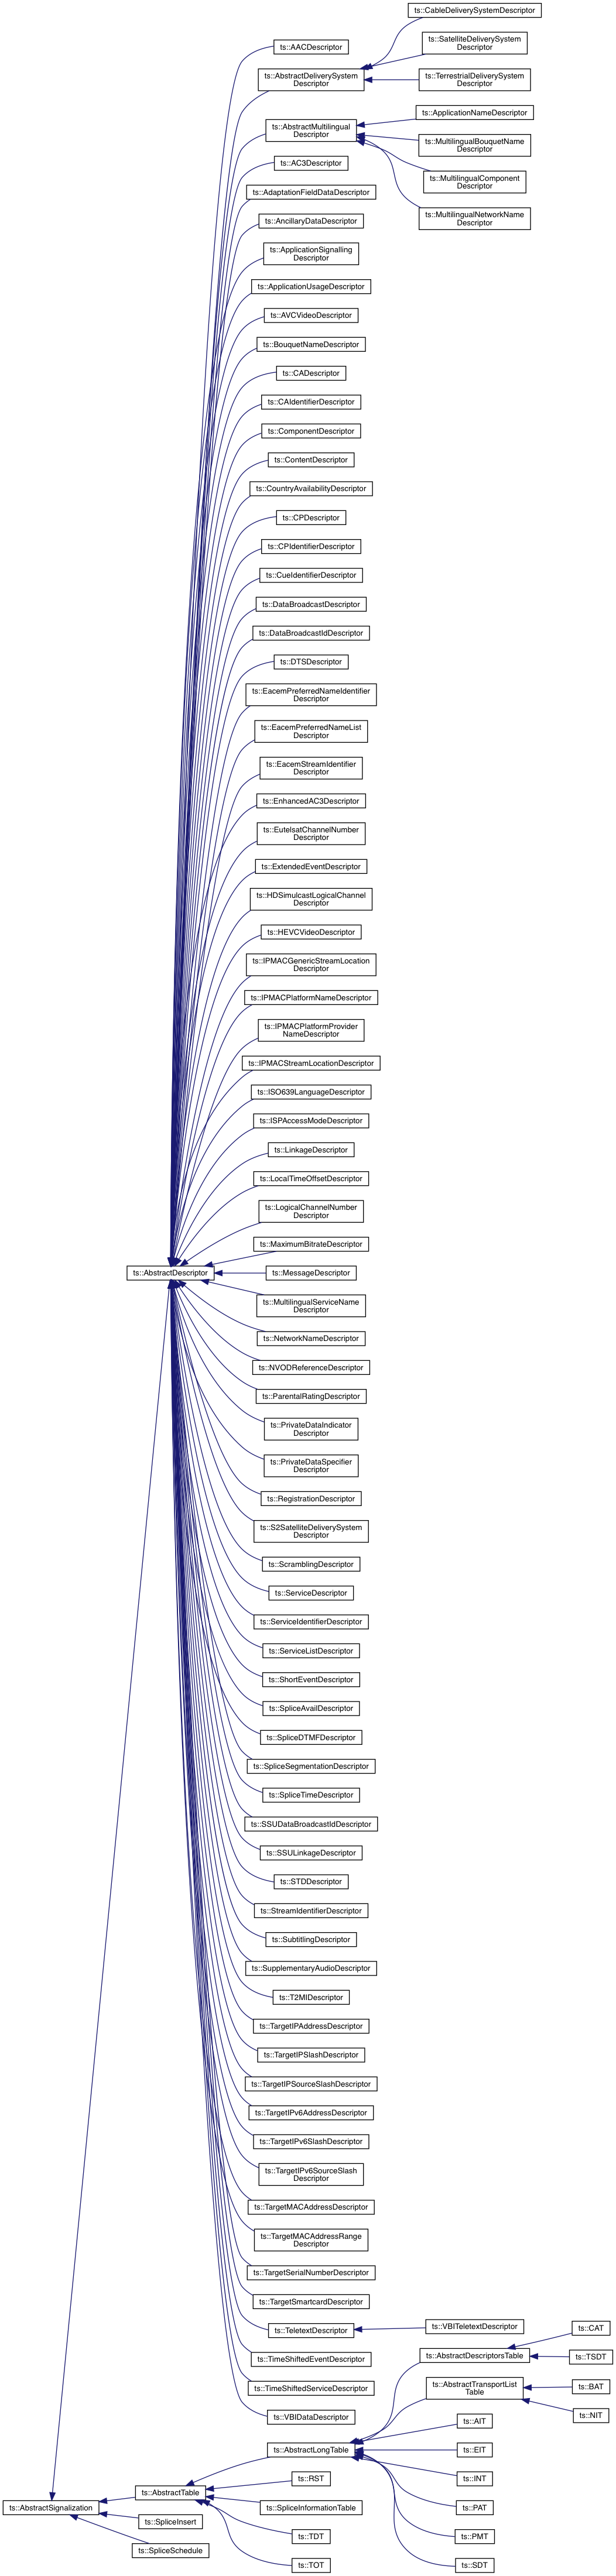 ts::CableDeliverySystemDescriptor
ts::SatelliteDeliverySystem
Descriptor
ts::AACDescriptor
ts::AbstractDeliverySystem
Descriptor
ts::TerrestrialDeliverySystem
Descriptor
ts::ApplicationNameDescriptor
ts::AbstractMultilingual
Descriptor
ts::MultilingualBouquetName
Descriptor
ts::AC3Descriptor
ts::MultilingualComponent
Descriptor
ts::AdaptationFieldDataDescriptor
ts::MultilingualNetworkName
Descriptor
ts::AncillaryDataDescriptor
ts::ApplicationSignalling
Descriptor
ts::ApplicationUsageDescriptor
ts::AVCVideoDescriptor
ts::BouquetNameDescriptor
ts::CADescriptor
ts::CAIdentifierDescriptor
ts::ComponentDescriptor
ts::ContentDescriptor
ts::CountryAvailabilityDescriptor
ts::CPDescriptor
ts::CPIdentifierDescriptor
ts::CueIdentifierDescriptor
ts::DataBroadcastDescriptor
ts::DataBroadcastIdDescriptor
ts::DTSDescriptor
ts::EacemPreferredNameIdentifier
Descriptor
ts::EacemPreferredNameList
Descriptor
ts::EacemStreamIdentifier
Descriptor
ts::EnhancedAC3Descriptor
ts::EutelsatChannelNumber
Descriptor
ts::ExtendedEventDescriptor
ts::HDSimulcastLogicalChannel
Descriptor
ts::HEVCVideoDescriptor
ts::IPMACGenericStreamLocation
Descriptor
ts::IPMACPlatformNameDescriptor
ts::IPMACPlatformProvider
NameDescriptor
ts::IPMACStreamLocationDescriptor
ts::ISO639LanguageDescriptor
ts::ISPAccessModeDescriptor
ts::LinkageDescriptor
ts::LocalTimeOffsetDescriptor
ts::LogicalChannelNumber
Descriptor
ts::MaximumBitrateDescriptor
ts::AbstractDescriptor
ts::MessageDescriptor
ts::MultilingualServiceName
Descriptor
ts::NetworkNameDescriptor
ts::NVODReferenceDescriptor
ts::ParentalRatingDescriptor
ts::PrivateDataIndicator
Descriptor
ts::PrivateDataSpecifier
Descriptor
ts::RegistrationDescriptor
ts::S2SatelliteDeliverySystem
Descriptor
ts::ScramblingDescriptor
ts::ServiceDescriptor
ts::ServiceIdentifierDescriptor
ts::ServiceListDescriptor
ts::ShortEventDescriptor
ts::SpliceAvailDescriptor
ts::SpliceDTMFDescriptor
ts::SpliceSegmentationDescriptor
ts::SpliceTimeDescriptor
ts::SSUDataBroadcastIdDescriptor
ts::SSULinkageDescriptor
ts::STDDescriptor
ts::StreamIdentifierDescriptor
ts::SubtitlingDescriptor
ts::SupplementaryAudioDescriptor
ts::T2MIDescriptor
ts::TargetIPAddressDescriptor
ts::TargetIPSlashDescriptor
ts::TargetIPSourceSlashDescriptor
ts::TargetIPv6AddressDescriptor
ts::TargetIPv6SlashDescriptor
ts::TargetIPv6SourceSlash
Descriptor
ts::TargetMACAddressDescriptor
ts::TargetMACAddressRange
Descriptor
ts::TargetSerialNumberDescriptor
ts::TargetSmartcardDescriptor
ts::TeletextDescriptor
ts::VBITeletextDescriptor
ts::CAT
ts::TimeShiftedEventDescriptor
ts::AbstractDescriptorsTable
ts::TSDT
ts::TimeShiftedServiceDescriptor
ts::AbstractTransportList
Table
ts::BAT
ts::VBIDataDescriptor
ts::AIT
ts::NIT
ts::AbstractLongTable
ts::EIT
ts::RST
ts::INT
ts::AbstractTable
ts::AbstractSignalization
ts::SpliceInformationTable
ts::PAT
ts::SpliceInsert
ts::TDT
ts::PMT
ts::SpliceSchedule
ts::TOT
ts::SDT